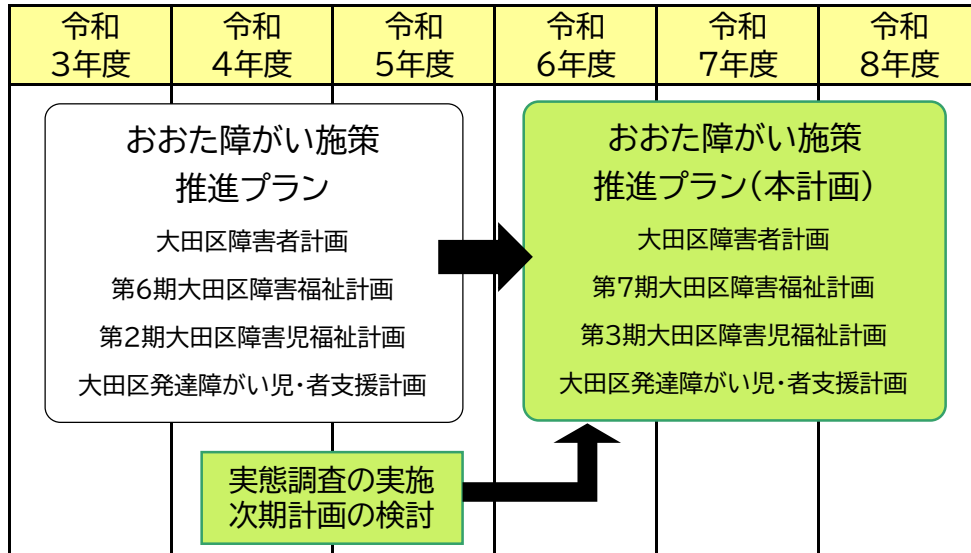 令和
3年度
令和
4年度
令和
5年度
令和
6年度
令和
7年度
令和
8年度
おおた障がい施策
推進プラン
大田区障害者計画
第6期大田区障害福祉計画
第2期大田区障害児福祉計画
大田区発達障がい児・者支援計画
おおた障がい施策
推進プラン(本計画)
大田区障害者計画
第7期大田区障害福祉計画
第3期大田区障害児福祉計画
大田区発達障がい児・者支援計画
実態調査の実施
次期計画の検討